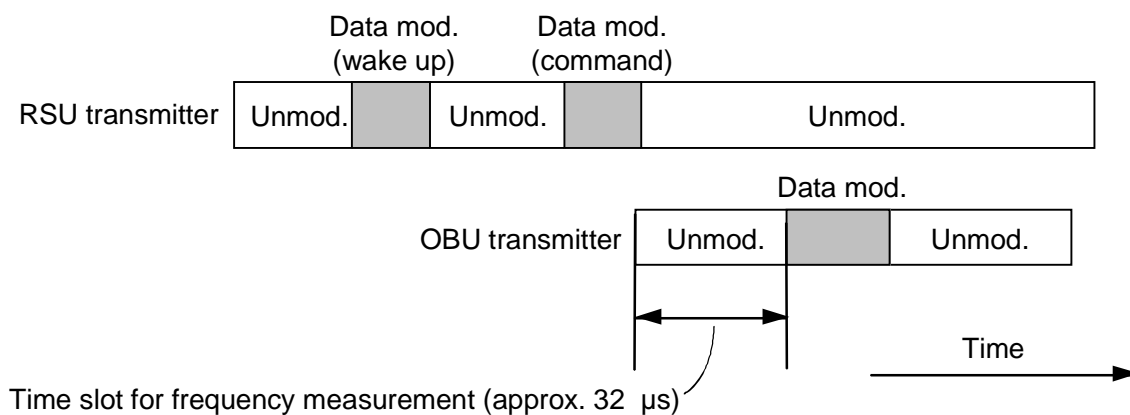 Data mod.
(wake up)
Data mod.
(command)
RSU transmitter
Unmod.
Unmod.
Unmod.
Data mod.
OBU transmitter
Unmod.
Unmod.
Time
Time slot for frequency measurement (approx. 32 µs)